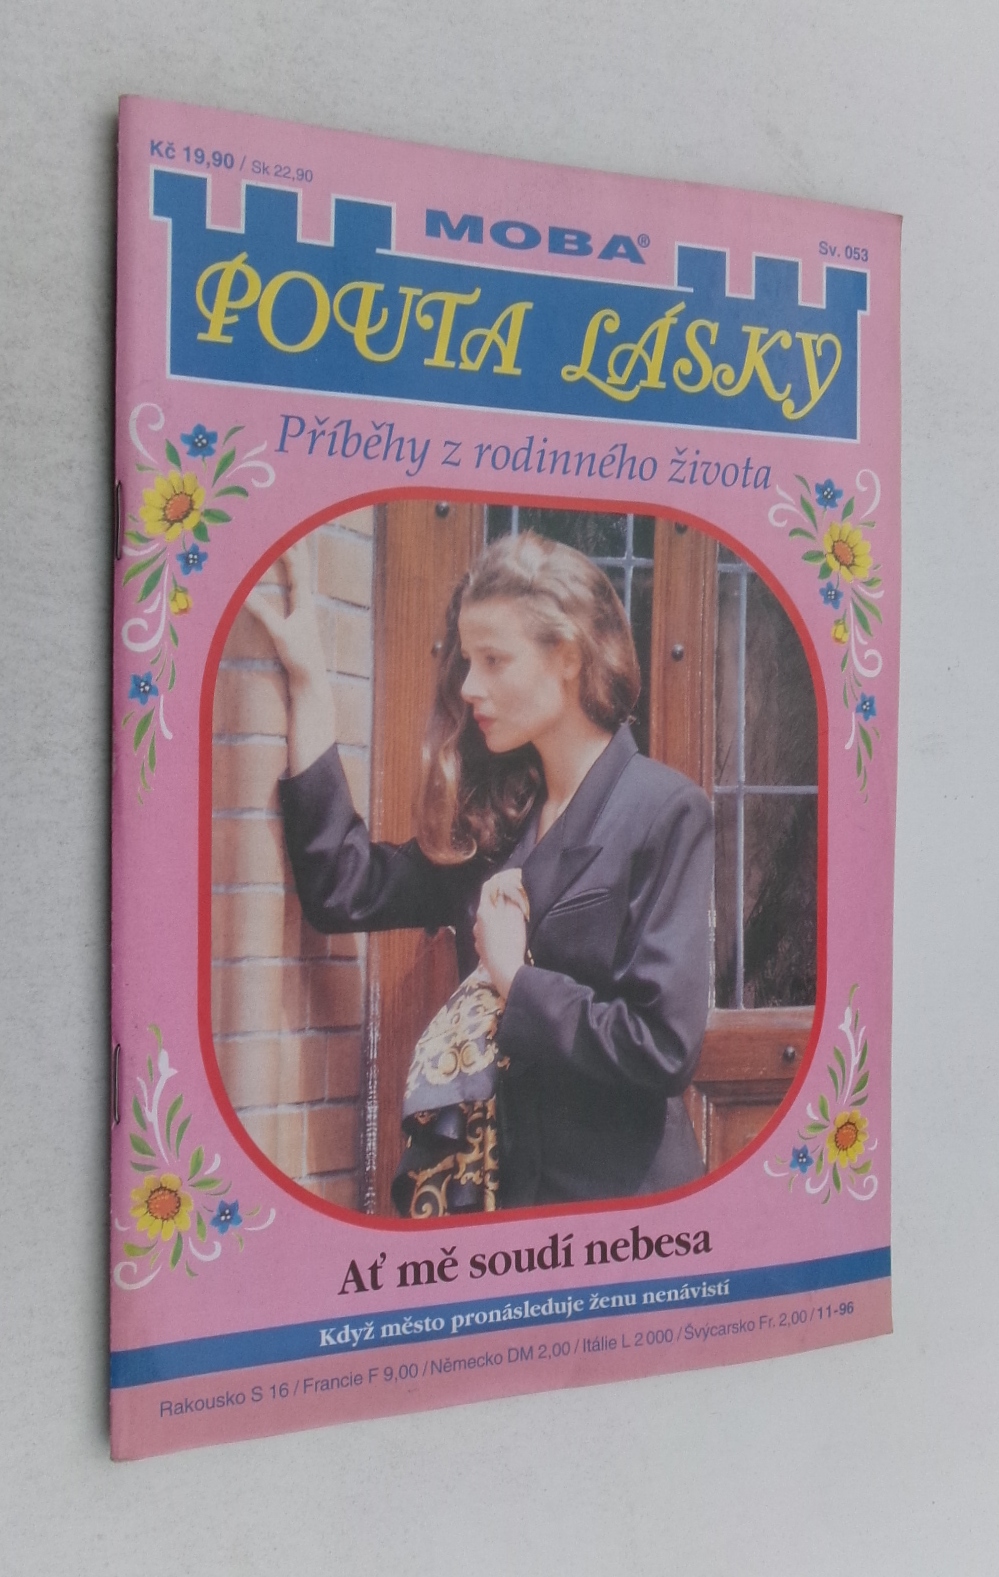 Kč 19,90 / Sk 22,90
MOBA®
Sv. 053
POUTA LÁSKY
Příběhy z rodinného života
Ať mě soudí nebesa
Když město pronásleduje ženu nenávistí
Rakousko S 16 / Francie F 9,00 / Německo DM 2,00 / Itálie L 2 000 / Švýcarsko Fr. 2,00 / 11-96